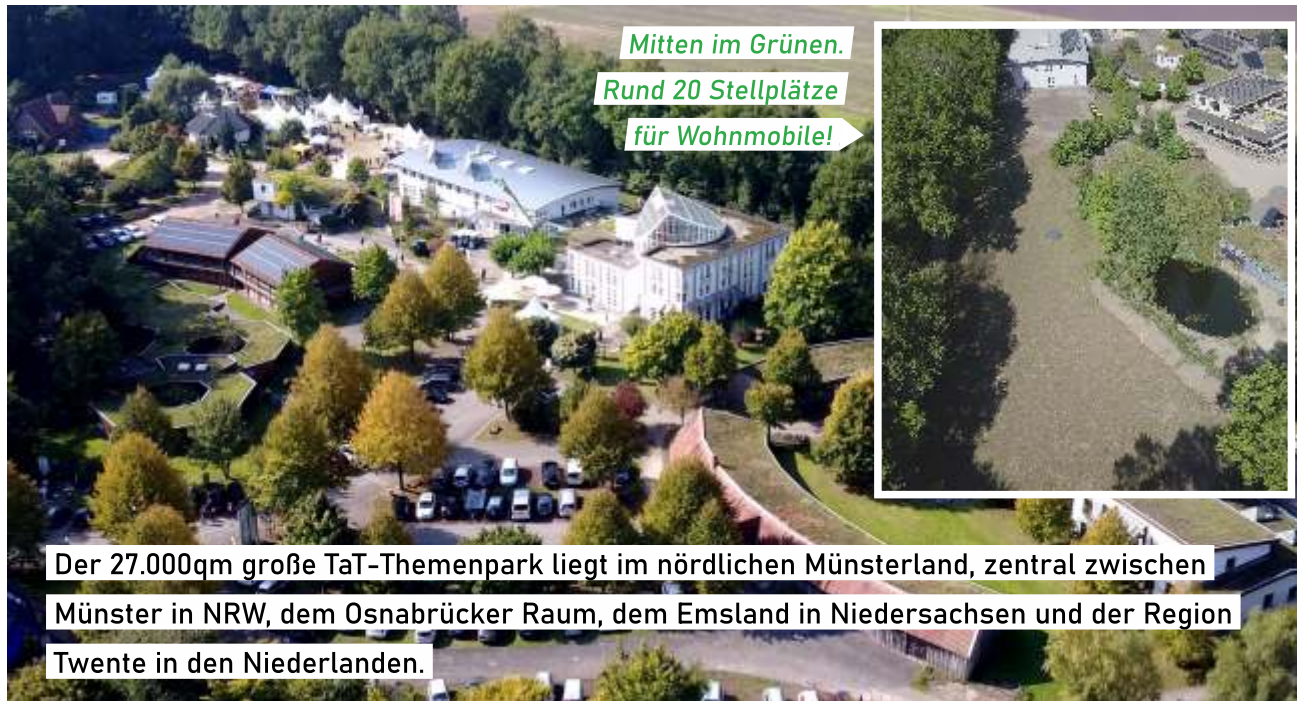 Mitten im Grünen.
Rund 20 Stellplätze
für Wohnmobile!
Der 27.000qm große TaT-Themenpark liegt im nördlichen Münsterland, zentral zwischen
Münster in NRW, dem Osnabrücker Raum, dem Emsland in Niedersachsen und der Region
Twente in den Niederlanden.